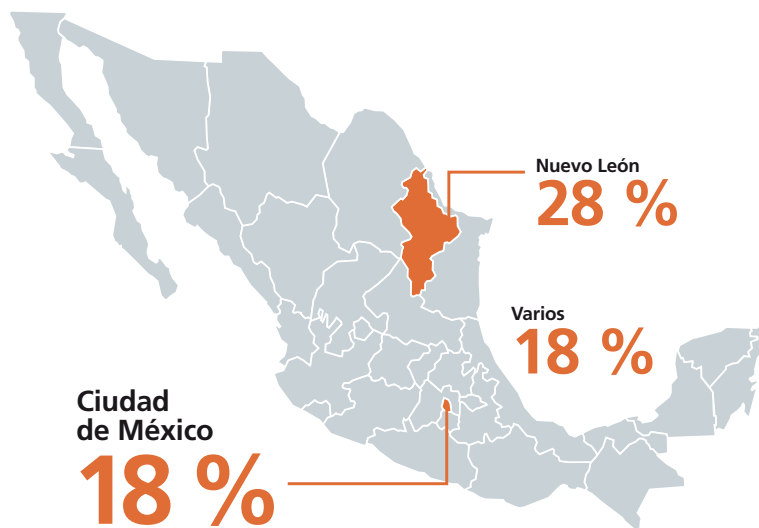 Nuevo León
28 %
Varios
18 %
Ciudad
de México
18 %